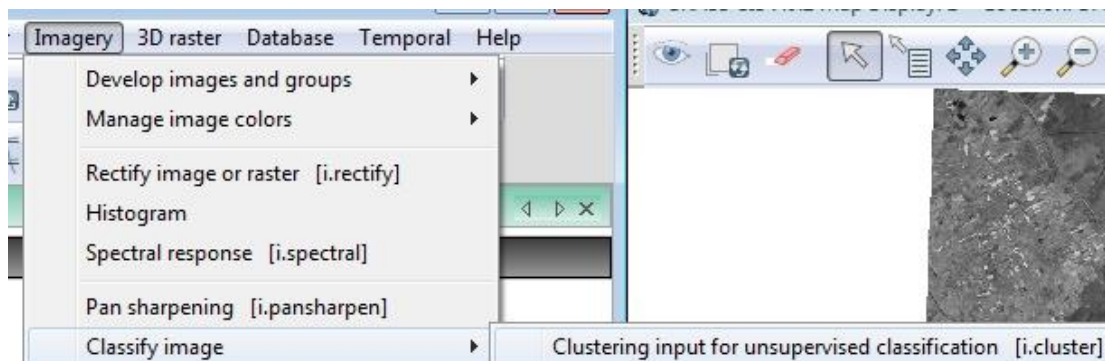 Imagery 3D raster Database Temporal Help
Develop images and groups
Manage image colors
Rectify image or raster [i.rectify]
Histogram
Spectral response [i.spectral]
Pan sharpening [i.pansharpen]
Classify image
Clustering input for unsupervised classification [i.cluster]